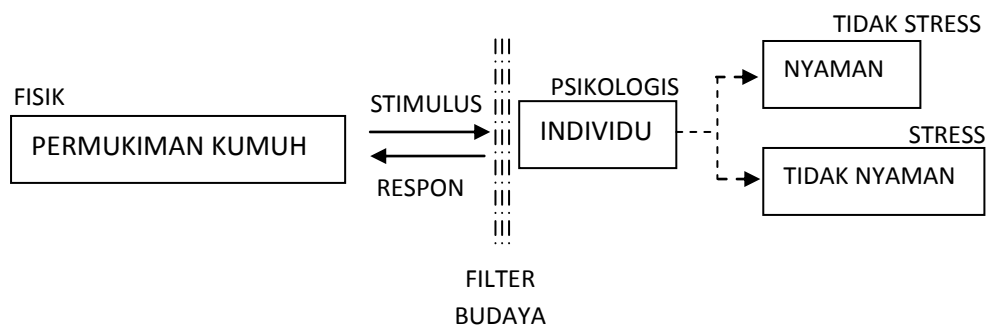 TIDAK STRESS
NYAMAN
FISIK
PERMUKIMAN KUMUH
STIMULUS
RESPON
PSIKOLOGIS
INDIVIDU
STRESS
TIDAK NYAMAN
FILTER
BUDAYA